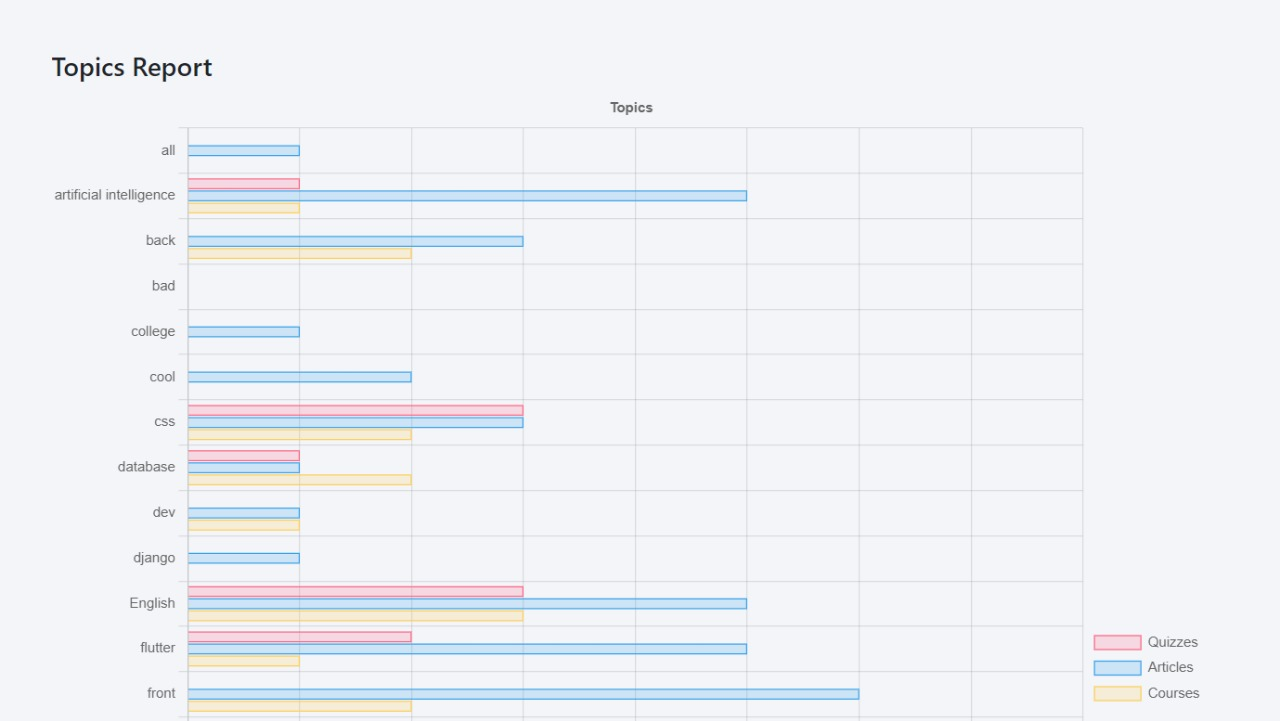 Topics Report
Topics
all
artificial intelligence
back
bad
college
cool
css
database
dev
django
English
flutter
front
Quizzes
Articles
Courses